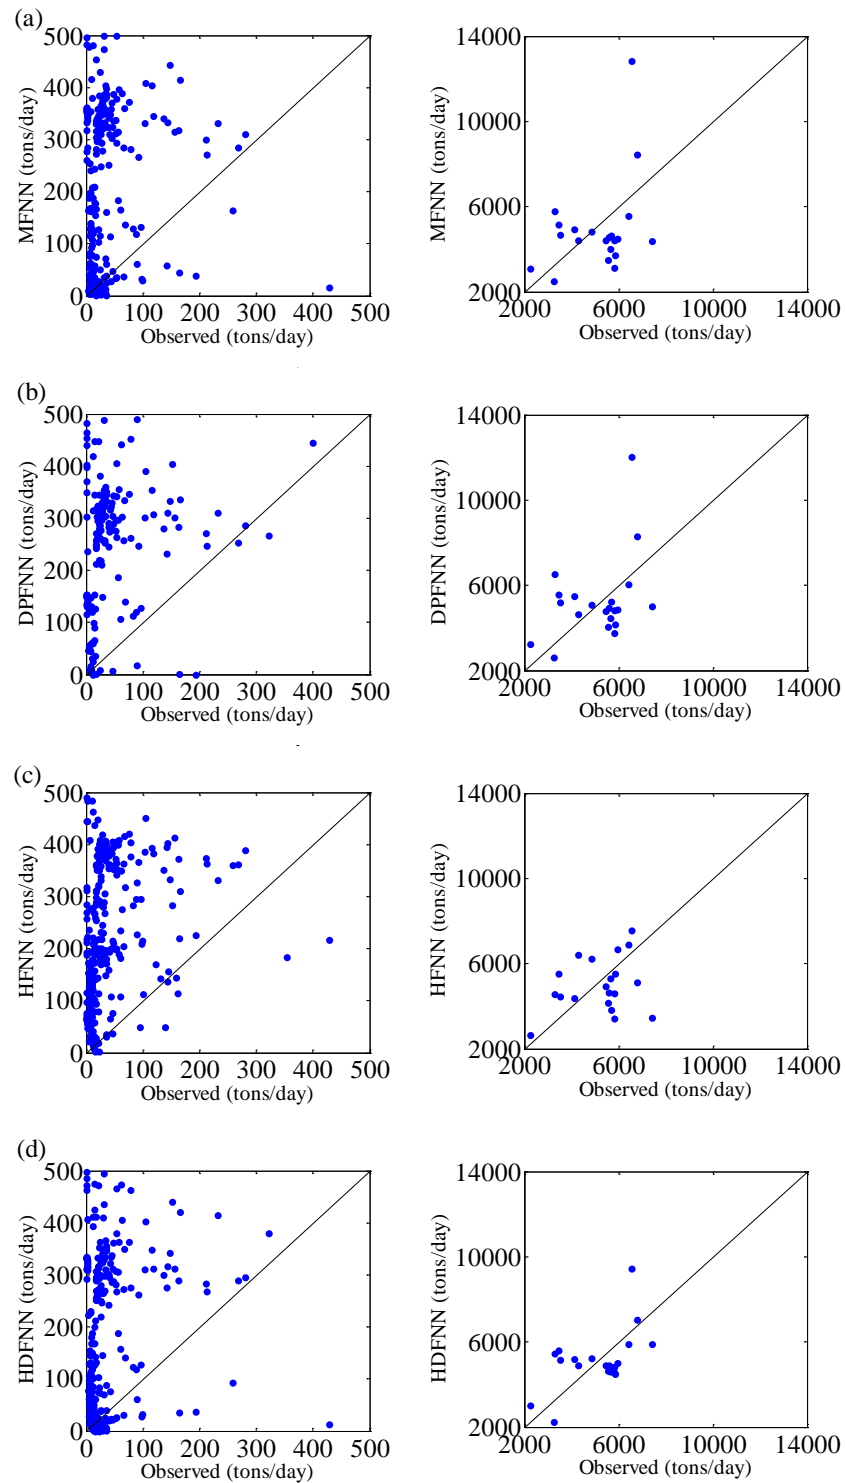 (a)
500
400
300
200
100
0
MFNN (tons/day)
0 100 200 300 400 500
Observed (tons/day)
14000
10000
6000
2000
MFNN (tons/day)
2000 6000 10000 14000
Observed (tons/day)
(b)
500
400
300
200
100
0
DPFNN (tons/day)
0 100 200 300 400 500
Observed (tons/day)
14000
10000
6000
2000
DPFNN (tons/day)
2000 6000 10000 14000
Observed (tons/day)
(c)
500
400
300
200
100
0
HFNN (tons/day)
0 100 200 300 400 500
Observed (tons/day)
14000
10000
6000
2000
HFNN (tons/day)
2000 6000 10000 14000
Observed (tons/day)
(d)
500
400
300
200
100
0
HDFNN (tons/day)
0 100 200 300 400 500
Observed (tons/day)
14000
10000
6000
2000
HDFNN (tons/day)
2000 6000 10000 14000
Observed (tons/day)